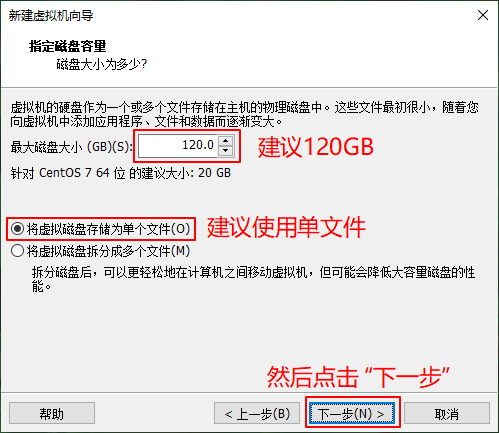 新建虚拟机向导
指定磁盘容量
磁盘大小为多少?
虚拟机的硬盘作为一个或多个文件存储在主机的物理磁盘中。这些文件最初很小，随着您
向虚拟机中添加应用程序、文件和数据而逐渐变大。
最大磁盘大小 (GB)(S): 120.0 建议120GB
针对 CentOS 7 64 位 的建议大小: 20 GB
将虚拟磁盘存储为单个文件(O) 建议使用单文件
将虚拟磁盘拆分成多个文件(M)
拆分磁盘后，可以更轻松地在计算机之间移动虚拟机，但可能会降低大容量磁盘的性
能。
然后点击 “下一步”
帮助 < 上一步(B) 下一步(N) > 取消